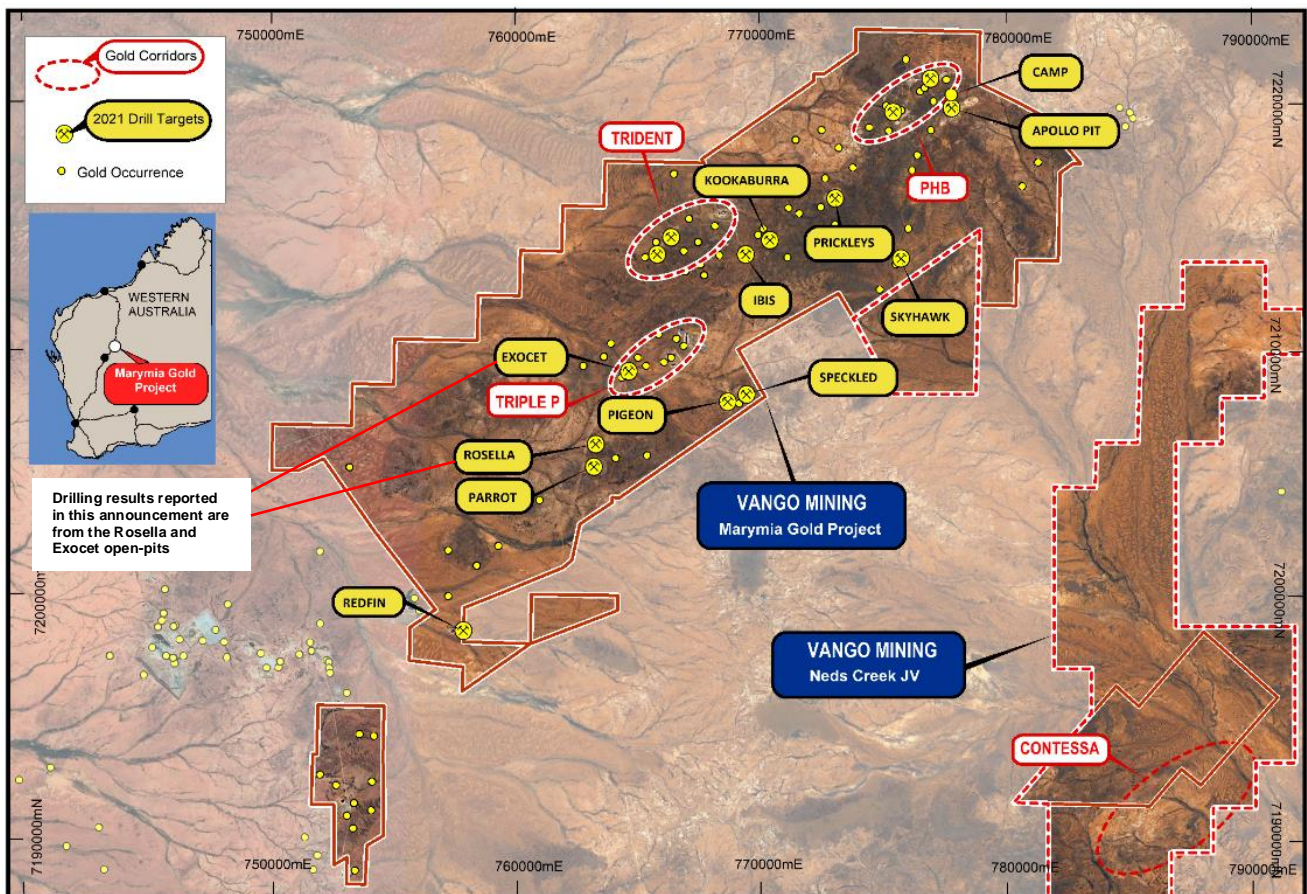 750000mE
760000mE
770000mE
780000mE
790000mE
Gold Corridors
2021 Drill Targets
Gold Occurrence
WESTERN
AUSTRALIA
Marymia Gold
Project
CAMP
APOLLO PIT
7220000mN
TRIDENT
KOOKABURRA
PHB
PRICKLEYS
IBIS
SKYHAWK
7210000mN
EXOCET
SPECKLED
TRIPLE P
PIGEON
ROSELLA
PARROT
Drilling results reported
in this announcement are
from the Rosella and
Exocet open-pits
VANGO MINING
Marymia Gold Project
7200000mN
7200000mN
REDFIN
VANGO MINING
Neds Creek JV
CONTESSA
7190000mN
7190000mN
750000mE
760000mE
770000mE
780000mE
790000mE